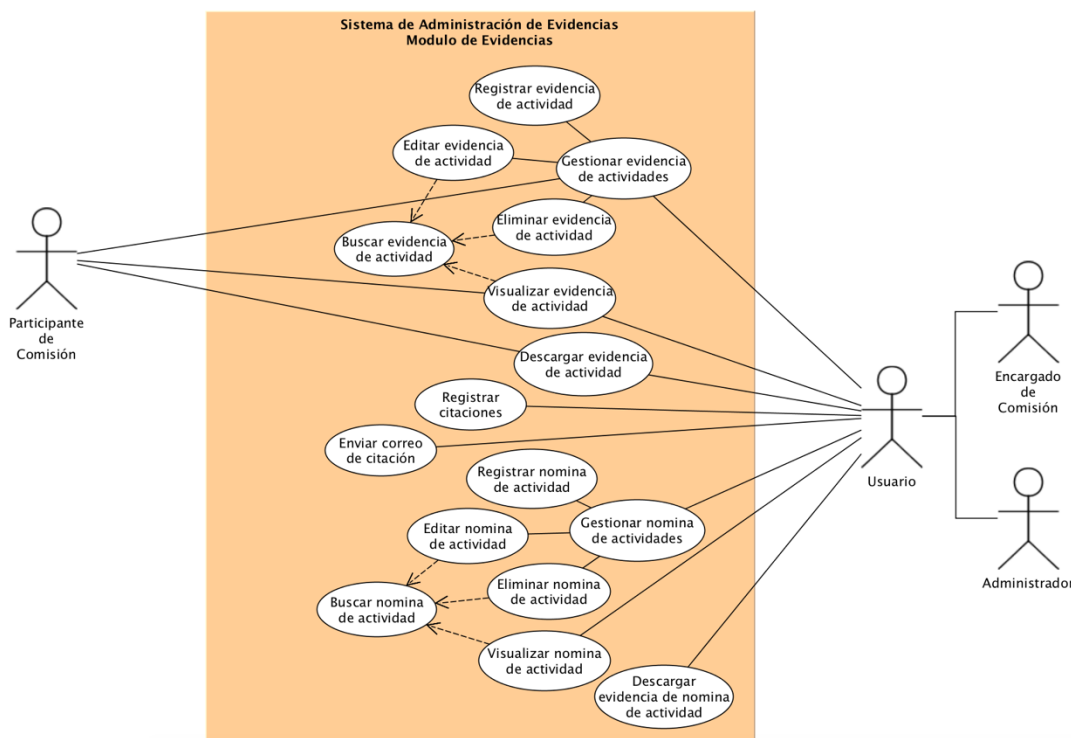 Sistema de Administración de Evidencias
Modulo de Evidencias
Registrar evidencia
de actividad
Editar evidencia
de actividad
Gestionar evidencia
de actividades
Eliminar evidencia
de actividad
Buscar evidencia
de actividad
Visualizar evidencia
de actividad
Participante
de
Comisión
Descargar evidencia
de actividad
Encargado
de
Comisión
Registrar
citaciones
Enviar correo
de citación
Usuario
Registrar nomina
de actividad
Editar nomina
de actividad
Gestionar nomina
de actividades
Eliminar nomina
de actividad
Administrador
Buscar nomina
de actividad
Visualizar nomina
de actividad
Descargar
evidencia de nomina
de actividad